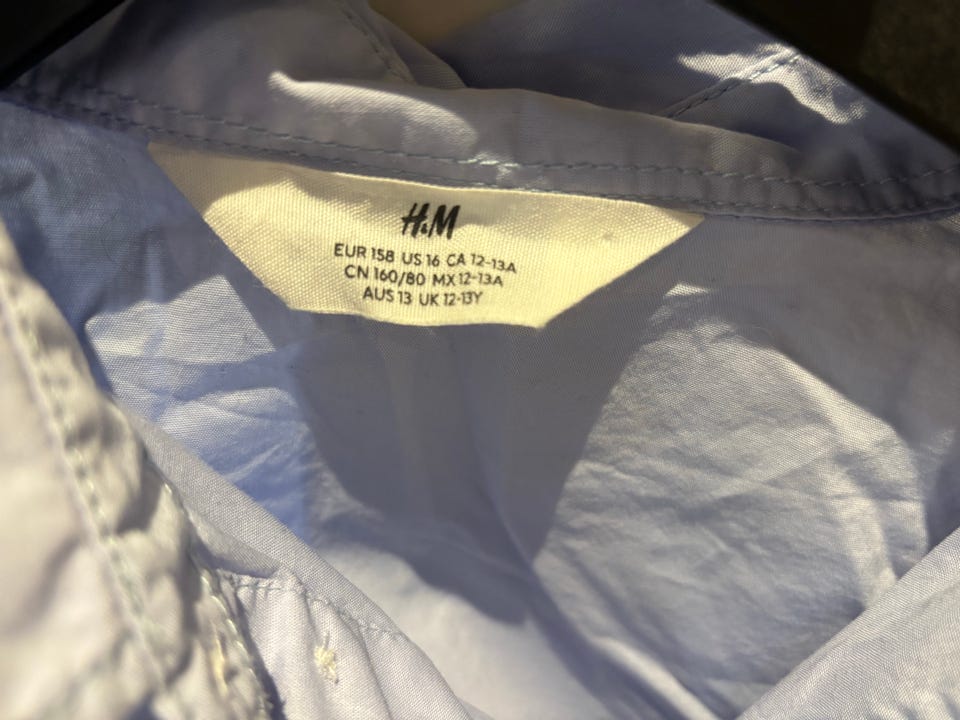 H&M
EUR 158 US 16 CA 12-13A
CN 160/80 MX 12-13A
AUS 13 UK 12-13Y